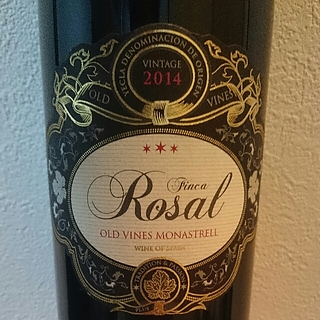 YECLA DENOMINACION DE ORIGEN
VINTAGE
2014
OLD VINES
Finca
Rosal
OLD VINES MONASTRELL
WINE OF SPAIN